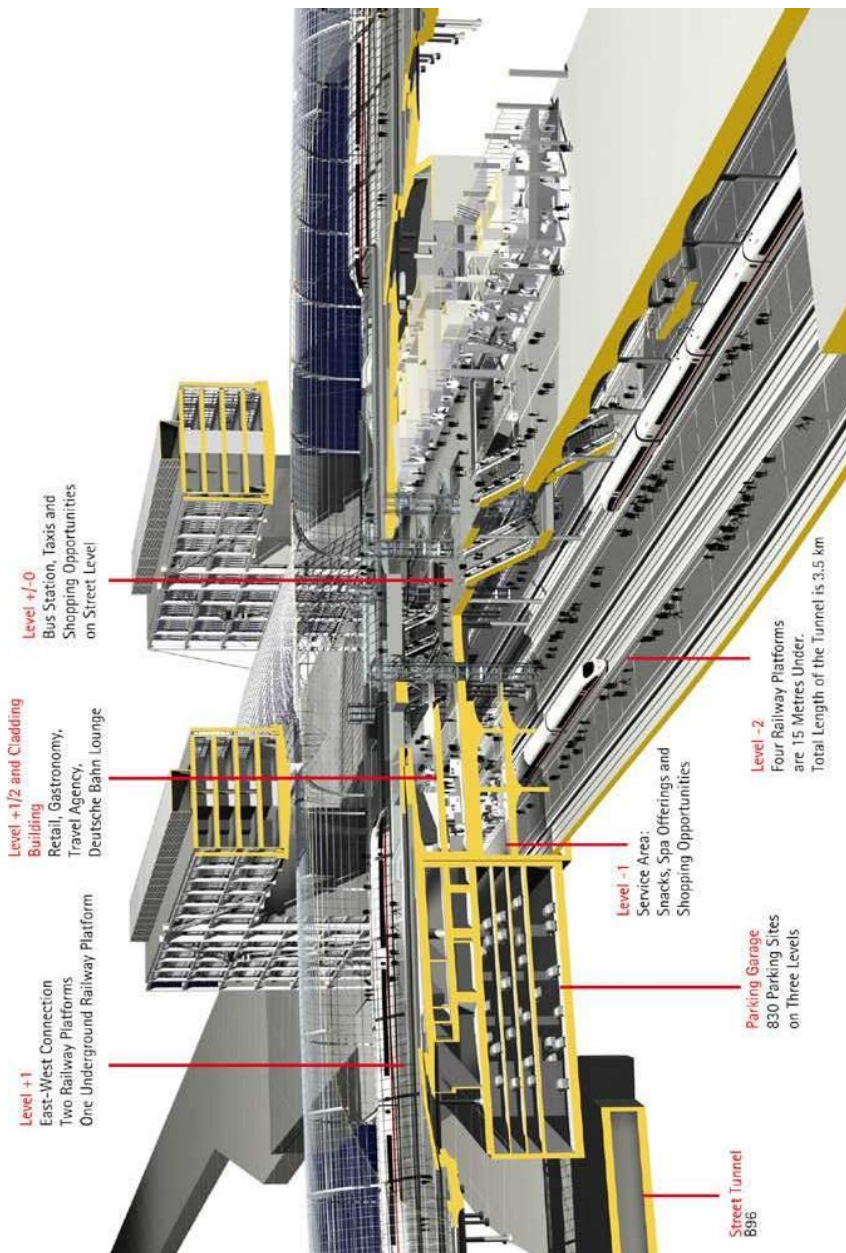 Level +1
East-West Connection
Two Railway Platforms
One Underground Railway Platform
Level +1/2 and Cladding
Building
Retail, Gastronomy,
Travel Agency,
Deutsche Bahn Lounge
Level +/-0
Bus Station, Taxis and
Shopping Opportunities
on Street Level
Street Tunnel
B96
Parking Garage
830 Parking Sites
on Three Levels
Level -1
Service Area:
Snacks, Spa Offerings and
Shopping Opportunities
Level -2
Four Railway Platforms
are 15 Metres Under.
Total Length of the Tunnel is 3.5 km